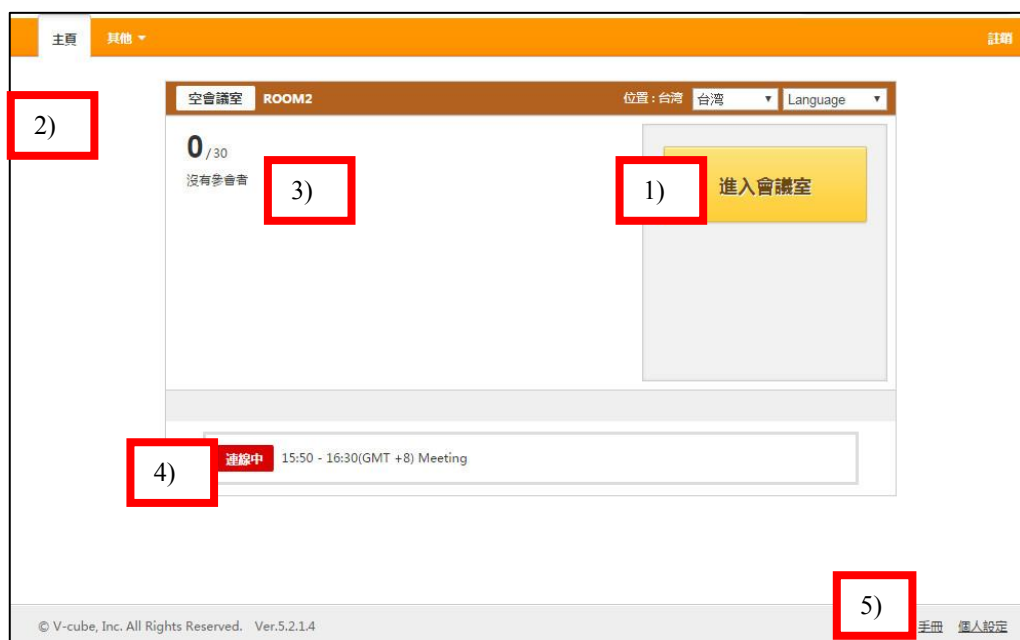 主頁 其他 註銷
空會議室 ROOM2 位置：台湾 台湾 Language
2)
0/30
沒有參會者
3)
1)
進入會議室
連線中 15:50 - 16:30(GMT +8) Meeting
4)
5)
© V-cube, Inc. All Rights Reserved. Ver.5.2.1.4 手冊 個人設定